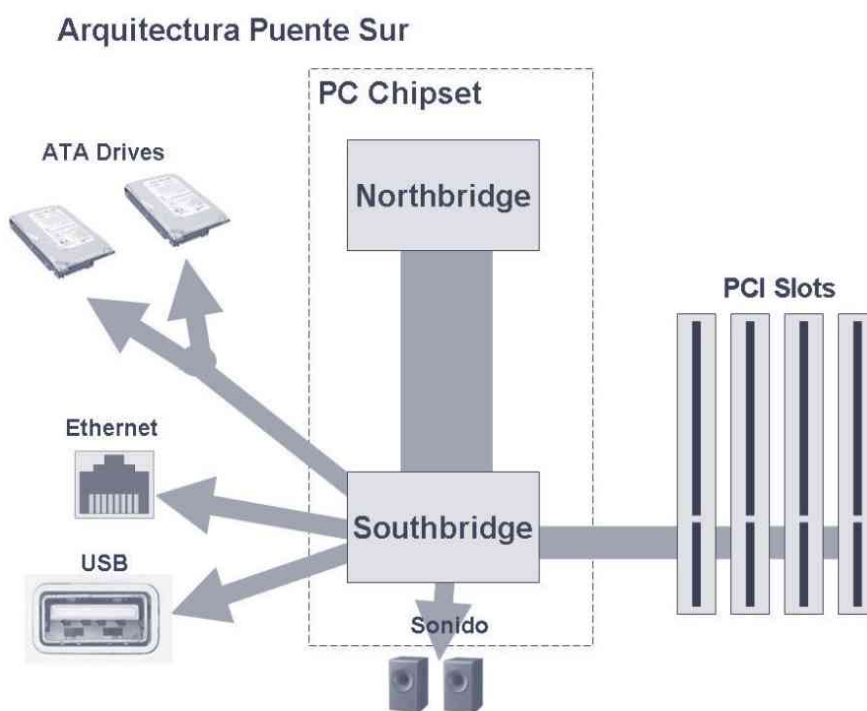 Arquitectura Puente Sur
PC Chipset
ATA Drives
Northbridge
PCI Slots
Ethernet
Southbridge
USB
Sonido